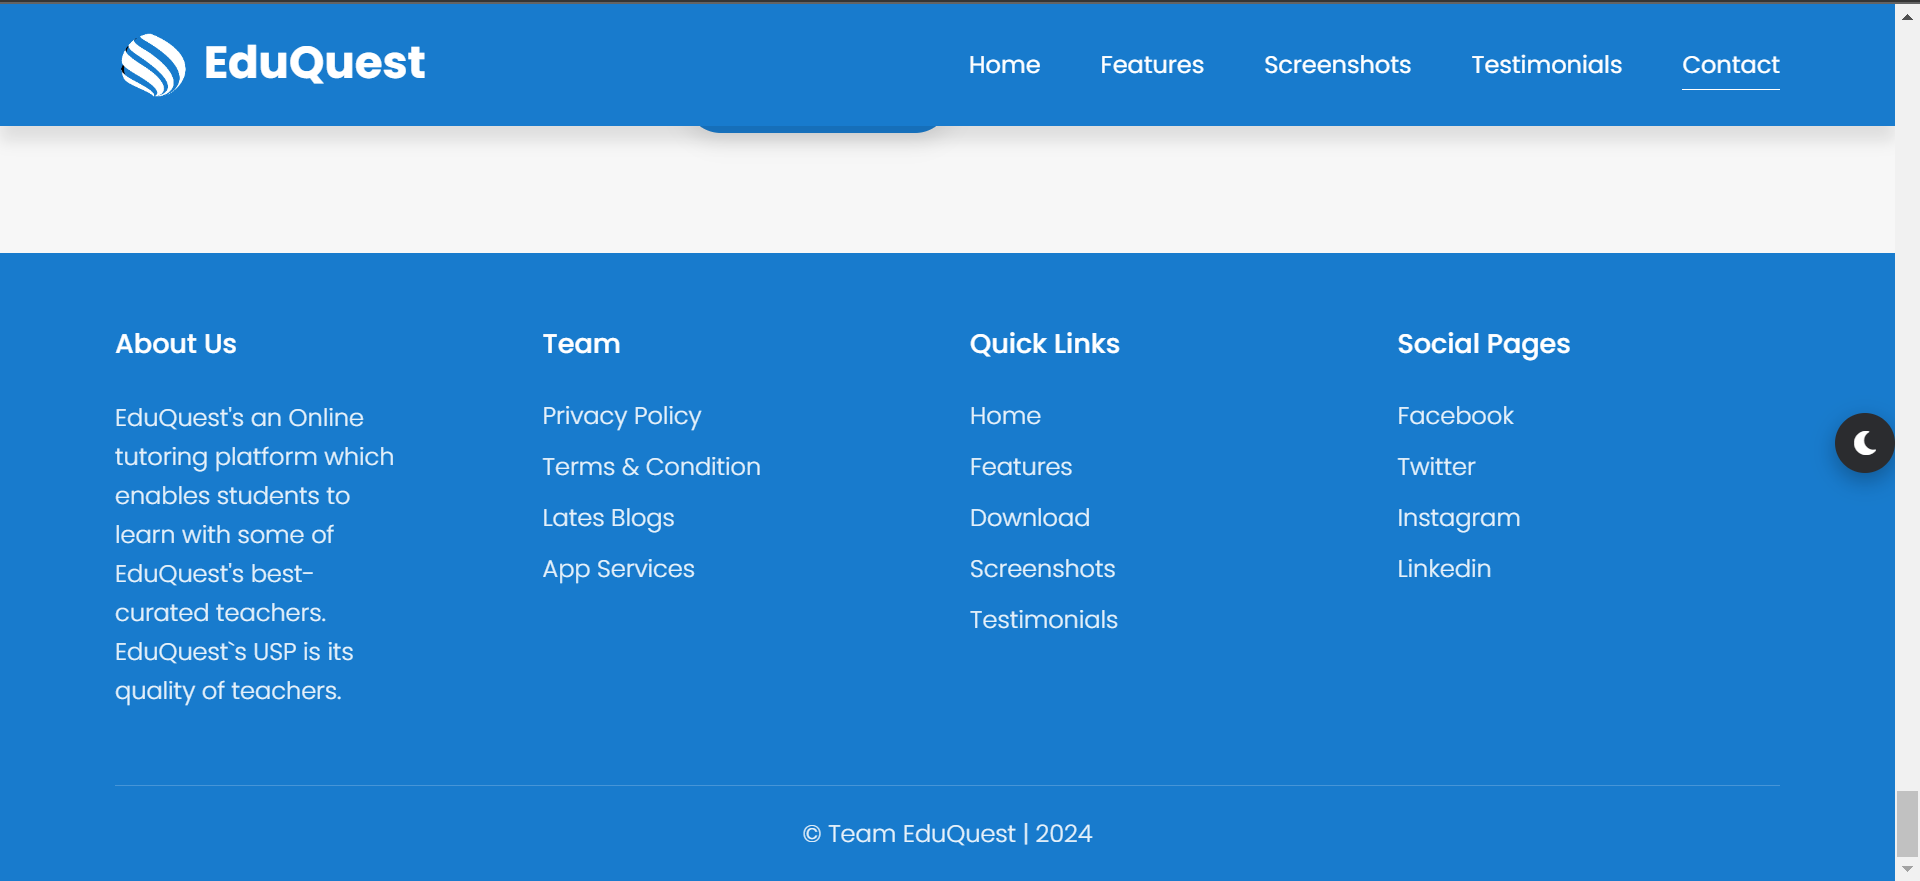 EduQuest
Home Features Screenshots Testimonials Contact
About Us
EduQuest's an Online
tutoring platform which
enables students to
learn with some of
EduQuest's best-
curated teachers.
EduQuest`s USP is its
quality of teachers.
Team
Privacy Policy
Terms & Condition
Lates Blogs
App Services
Quick Links
Home
Features
Download
Screenshots
Testimonials
Social Pages
Facebook
Twitter
Instagram
Linkedin
© Team EduQuest | 2024